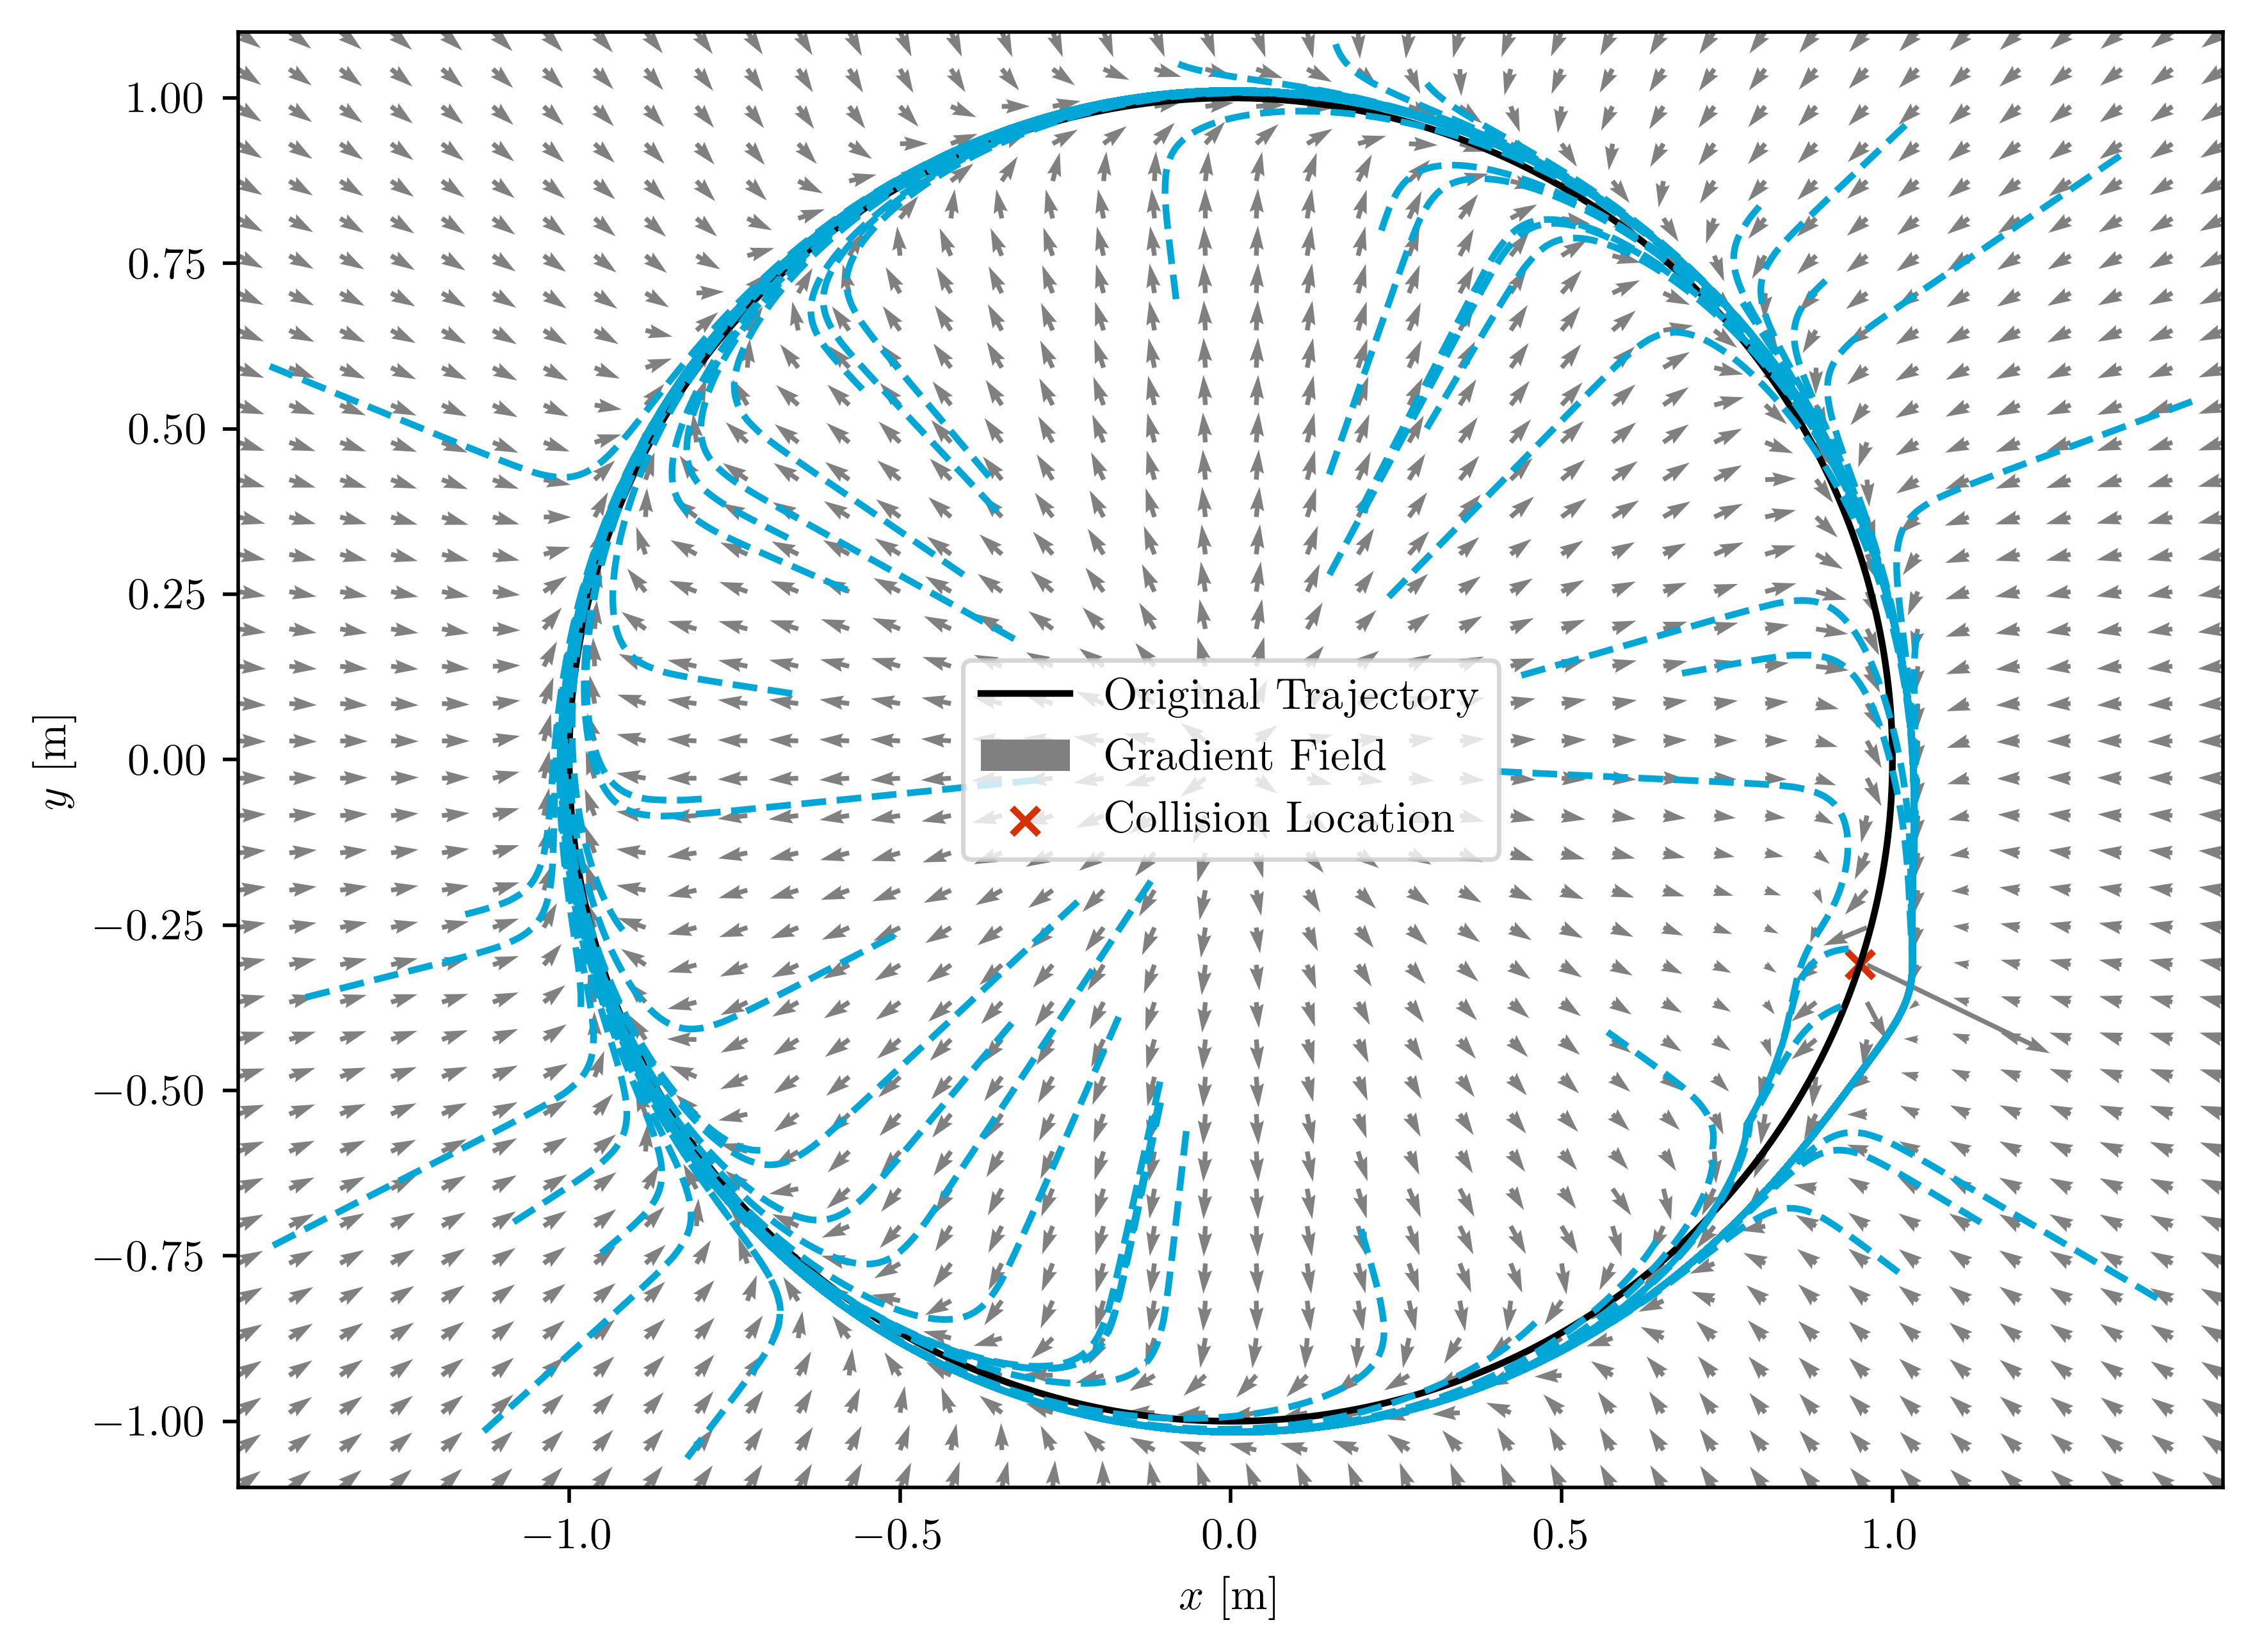 1.00
0.75
0.50
0.25
0.00
−0.25
−0.50
−0.75
−1.00
y [m]
Original Trajectory
Gradient Field
Collision Location
−1.0 −0.5 0.0 0.5 1.0
x [m]